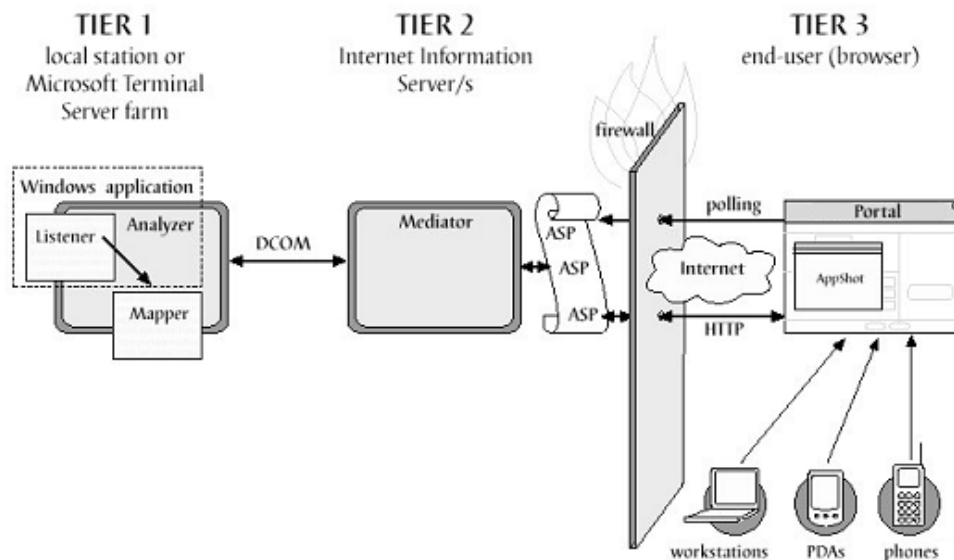 TIER 1
local station or
Microsoft Terminal
Server farm
TIER 2
Internet Information
Server/s
TIER 3
end-user (browser)
firewall
Windows application
Listener
Analyzer
Mapper
DCOM
Mediator
ASP
ASP
ASP
polling
Internet
HTTP
Portal
AppShot
workstations
PDAs
phones